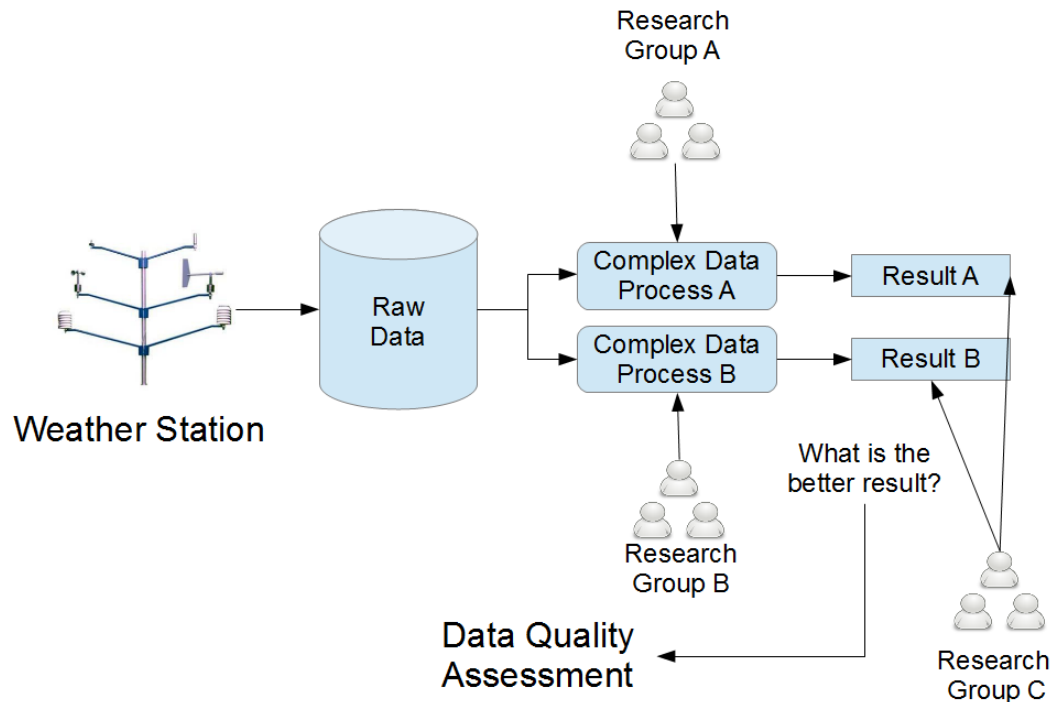 Research
Group A
Complex Data
Process A
Result A
Raw
Data
Complex Data
Process B
Result B
Weather Station
What is the
better result?
Research
Group B
Data Quality
Assessment
Research
Group C